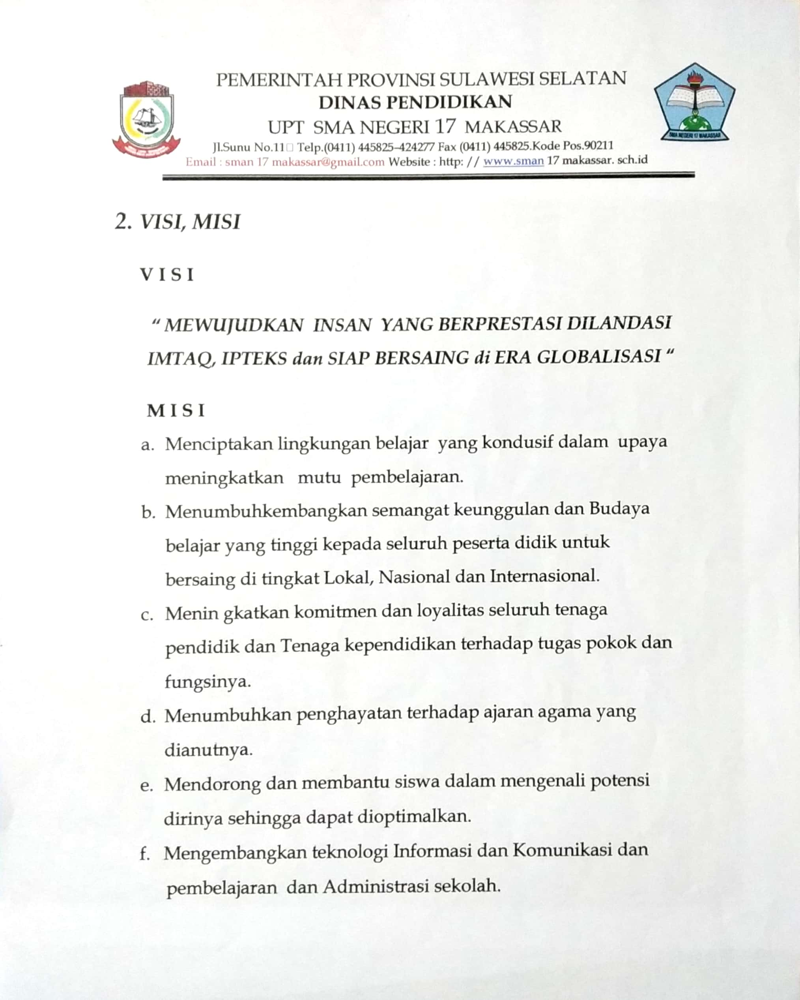 PEMERINTAH PROVINSI SULAWESI SELATAN
DINAS PENDIDIKAN
UPT SMA NEGERI 17 MAKASSAR
Jl.Sunu No.11□ Telp.(0411) 445825–424277 Fax (0411) 445825.Kode Pos.90211
Email : sman 17 makassar@gmail.com Website : http: // www.sman 17 makassar. sch.id
SMA NEGERI 17 MAKASSAR
2. VISI, MISI
V I S I
“ MEWUJUDKAN INSAN YANG BERPRESTASI DILANDASI
IMTAQ, IPTEKS dan SIAP BERSAING di ERA GLOBALISASI “
M I S I
a. Menciptakan lingkungan belajar yang kondusif dalam upaya
meningkatkan mutu pembelajaran.
b. Menumbuhkembangkan semangat keunggulan dan Budaya
belajar yang tinggi kepada seluruh peserta didik untuk
bersaing di tingkat Lokal, Nasional dan Internasional.
c. Menin gkatkan komitmen dan loyalitas seluruh tenaga
pendidik dan Tenaga kependidikan terhadap tugas pokok dan
fungsinya.
d. Menumbuhkan penghayatan terhadap ajaran agama yang
dianutnya.
e. Mendorong dan membantu siswa dalam mengenali potensi
dirinya sehingga dapat dioptimalkan.
f. Mengembangkan teknologi Informasi dan Komunikasi dan
pembelajaran dan Administrasi sekolah.